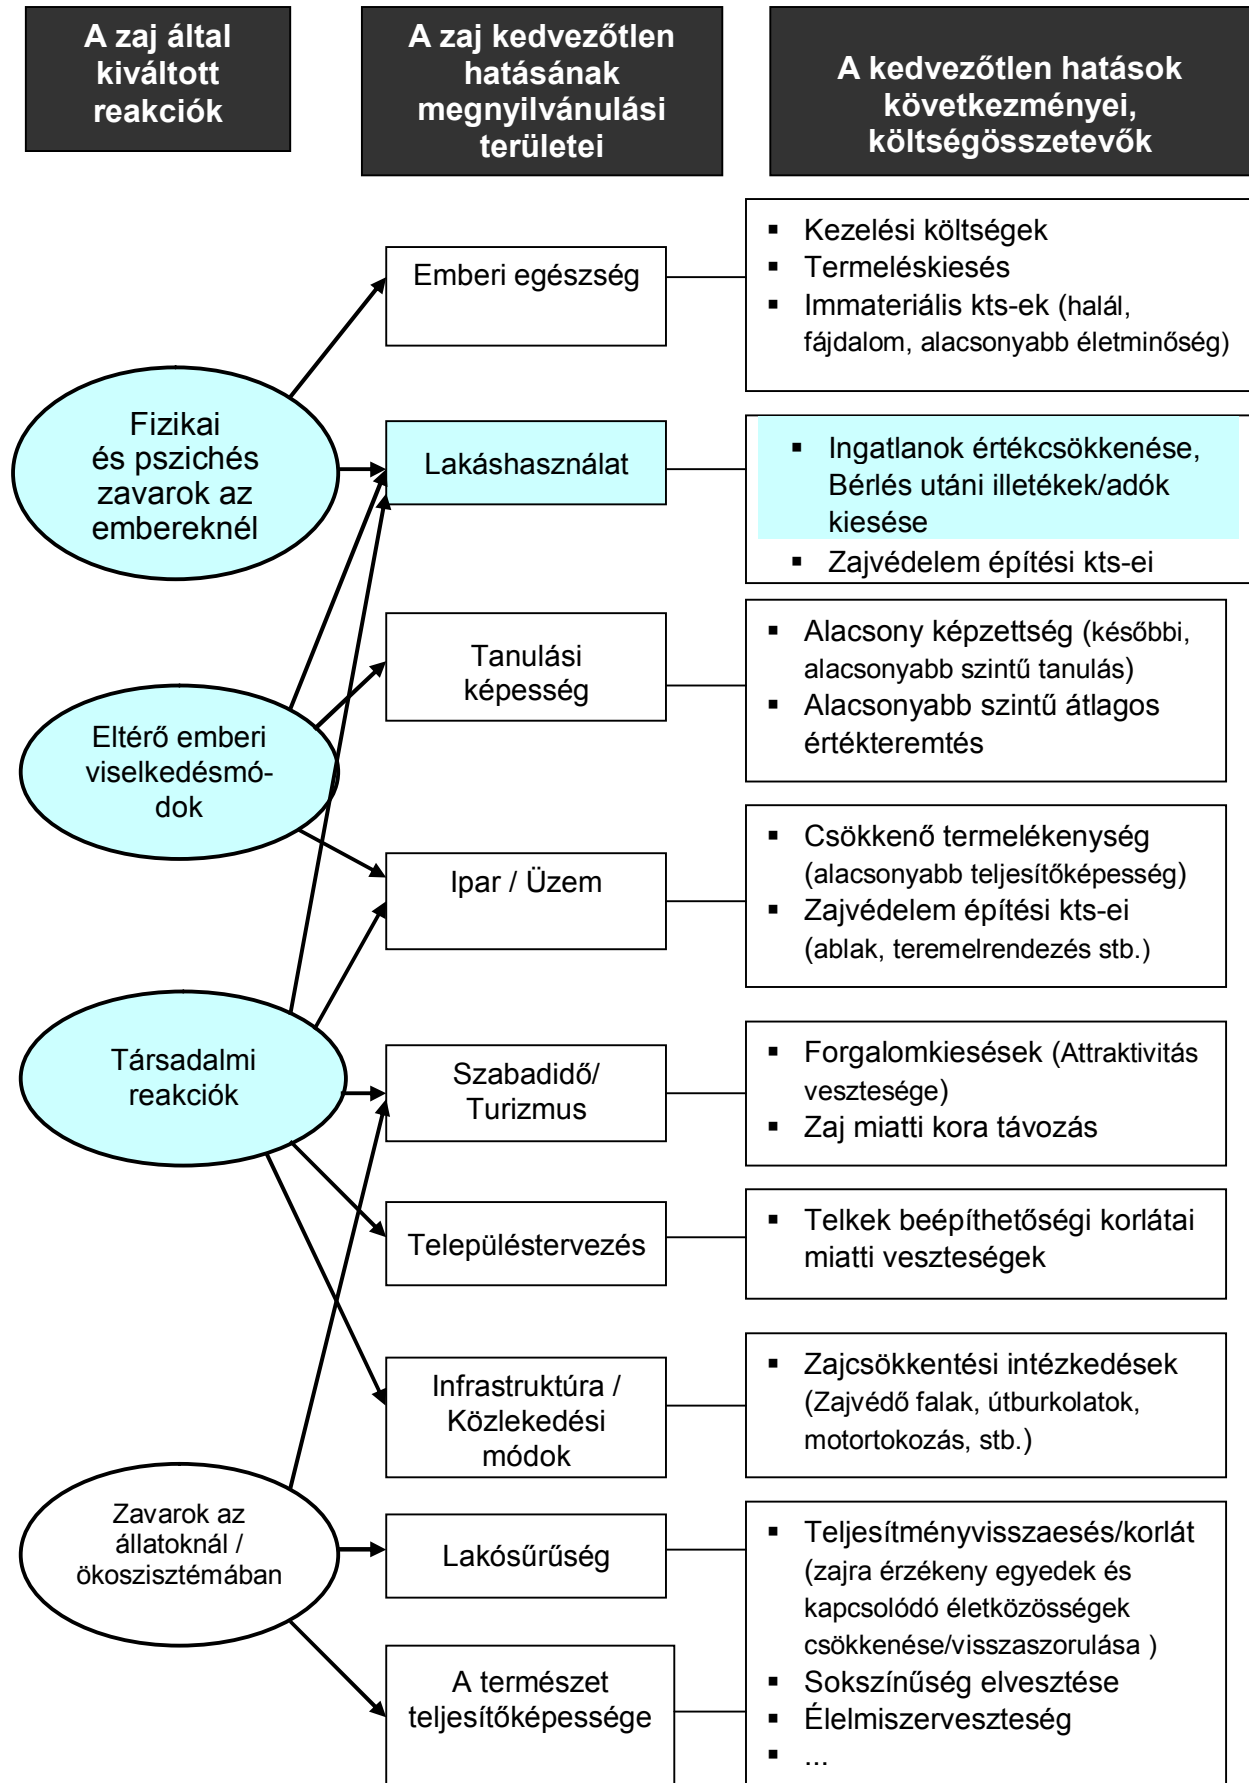 A zaj által
kiváltott
reakciók
A zaj kedvezőtlen
hatásának
megnyilvánulási
területei
A kedvezőtlen hatások
következményei,
költségösszetevők
Fizikai
és pszichés
zavarok az
embereknél
Eltérő emberi
viselkedésmó-
dok
Társadalmi
reakciók
Zavarok az
állatoknál /
ökoszisztémában
Emberi egészség
Lakáshasználat
Tanulási
képesség
Ipar / Üzem
Szabadidő/
Turizmus
Településtervezés
Infrastruktúra /
Közlekedési
módok
Lakósűrűség
A természet
teljesítőképessége
▪ Kezelési költségek
▪ Termeléskiesés
▪ Immateriális kts-ek (halál,
fájdalom, alacsonyabb életminőség)
▪ Ingatlanok értékcsökkenése,
Bérlés utáni illetékek/adók
kiesése
▪ Zajvédelem építési kts-ei
▪ Alacsony képzettség (későbbi,
alacsonyabb szintű tanulás)
▪ Alacsonyabb szintű átlagos
értékteremtés
▪ Csökkenő termelékenység
(alacsonyabb teljesítőképesség)
▪ Zajvédelem építési kts-ei
(ablak, teremelrendezés stb.)
▪ Forgalomkiesések (Attraktivitás
vesztesége)
▪ Zaj miatti kora távozás
▪ Telkek beépíthetőségi korlátai
miatti veszteségek
▪ Zajcsökkentési intézkedések
(Zajvédő falak, útburkolatok,
motortokozás, stb.)
▪ Teljesítményvisszaesés/korlát
(zajra érzékeny egyedek és
kapcsolódó életközösségek
csökkenése/visszaszorulása )
▪ Sokszínűség elvesztése
▪ Élelmiszerveszteség
▪ ...